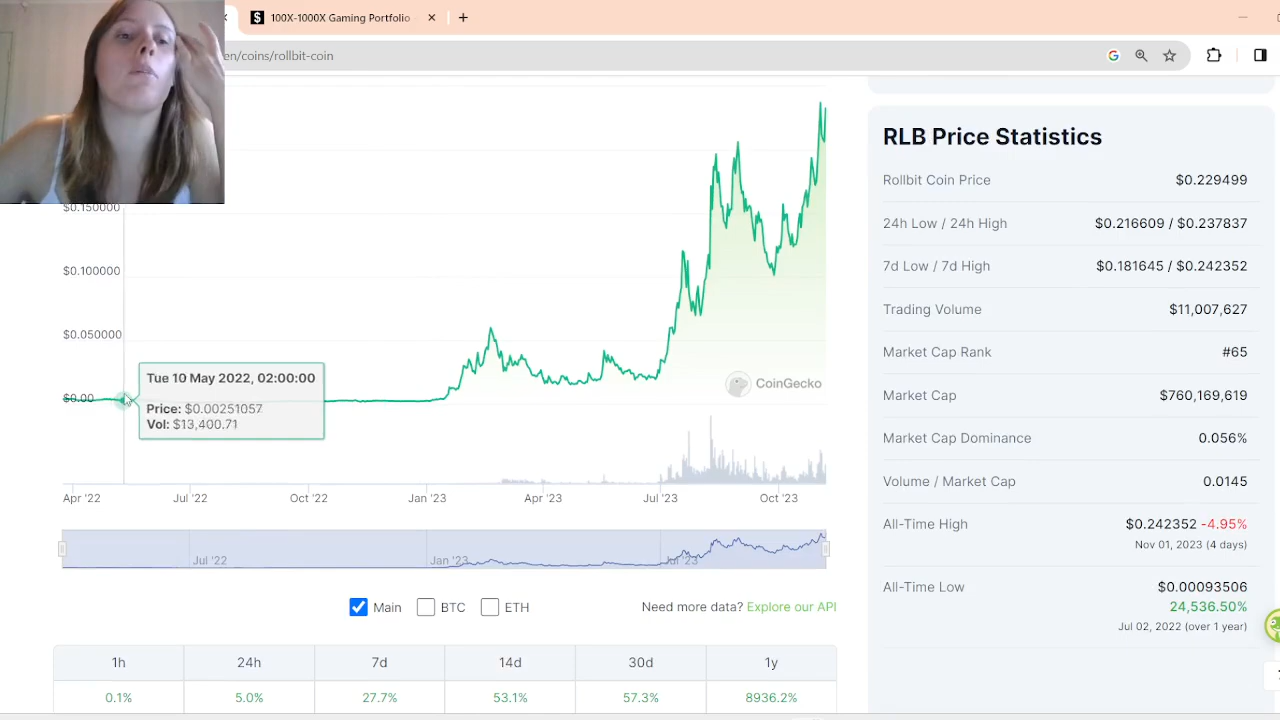 100X-1000X Gaming Portfolio
en/coins/rollbit-coin
$0.150000
$0.100000
$0.050000
$0.00
Tue 10 May 2022, 02:00:00
Price: $0.00251057
Vol: $13,400.71
CoinGecko
Apr '22 Jul '22 Oct '22 Jan '23 Apr '23 Jul '23 Oct '23
Jul '22 Jan '23 Jul '23
Main BTC ETH
Need more data? Explore our API
1h 24h 7d 14d 30d 1y
0.1% 5.0% 27.7% 53.1% 57.3% 8936.2%
RLB Price Statistics
Rollbit Coin Price $0.229499
24h Low / 24h High $0.216609 / $0.237837
7d Low / 7d High $0.181645 / $0.242352
Trading Volume $11,007,627
Market Cap Rank #65
Market Cap $760,169,619
Market Cap Dominance 0.056%
Volume / Market Cap 0.0145
All-Time High $0.242352 -4.95%
Nov 01, 2023 (4 days)
All-Time Low $0.00093506
24,536.50%
Jul 02, 2022 (over 1 year)